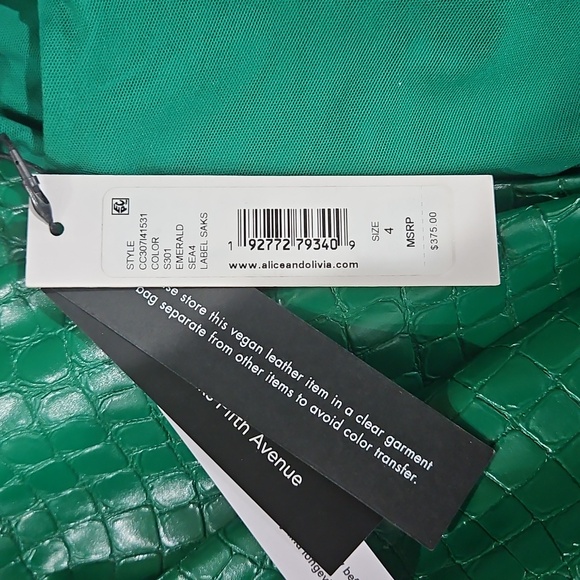 STYLE
CC307I41531
COLOR
S301
EMERALD
SEA4
LABEL SAKS
1 92772 79340 9
www.aliceandolivia.com
SIZE
4
MSRP
$375.00
store this vegan leather item in a clear garment
bag separate from other items to avoid color transfer.
Fifth Avenue